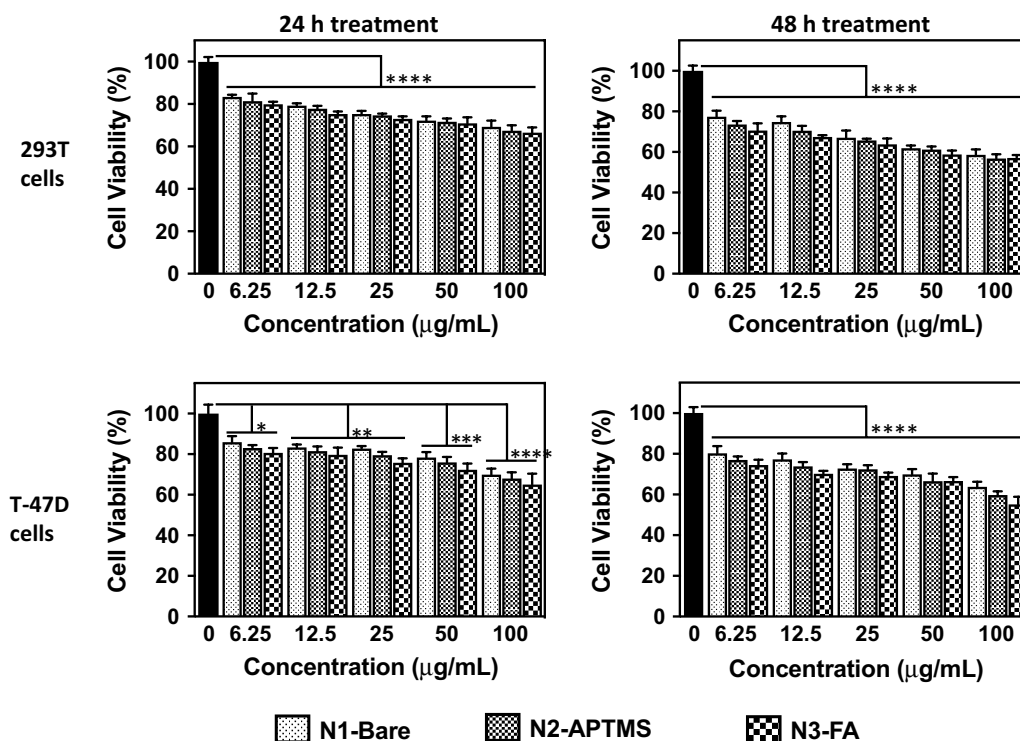 24 h treatment
48 h treatment
293T
cells
Cell Viability (%)
100
80
60
40
20
0
****
0 6.25 12.5 25 50 100
Concentration (μg/mL)
Cell Viability (%)
100
80
60
40
20
0
****
0 6.25 12.5 25 50 100
Concentration (μg/mL)
T-47D
cells
Cell Viability (%)
100
80
60
40
20
0
* ** *** ****
0 6.25 12.5 25 50 100
Concentration (μg/mL)
Cell Viability (%)
100
80
60
40
20
0
****
0 6.25 12.5 25 50 100
Concentration (μg/mL)
N1-Bare N2-APTMS N3-FA